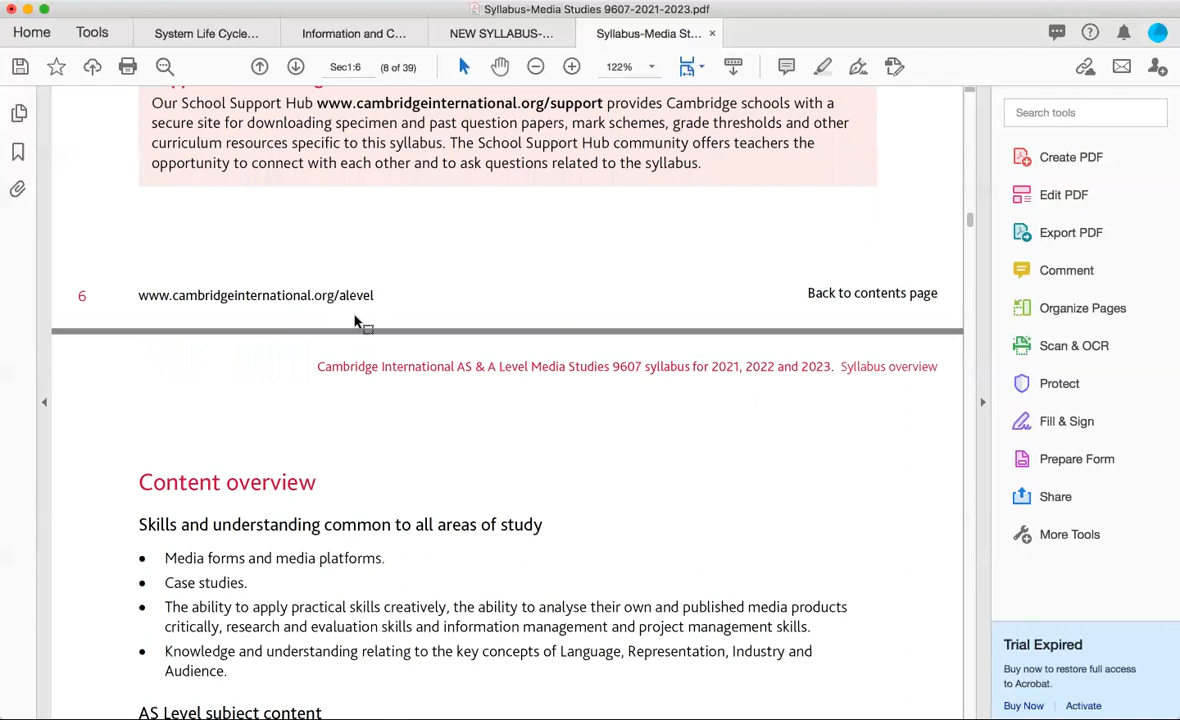 Syllabus-Media Studies 9607-2021-2023.pdf
Home
Tools
System Life Cycle...
Information and C...
NEW SYLLABUS-...
Syllabus-Media St...
Sec1:6
(8 of 39)
122%
Our School Support Hub www.cambridgeinternational.org/support provides Cambridge schools with a
secure site for downloading specimen and past question papers, mark schemes, grade thresholds and other
curriculum resources specific to this syllabus. The School Support Hub community offers teachers the
opportunity to connect with each other and to ask questions related to the syllabus.
6
www.cambridgeinternational.org/alevel
Back to contents page
Cambridge International AS & A Level Media Studies 9607 syllabus for 2021, 2022 and 2023. Syllabus overview
Content overview
Skills and understanding common to all areas of study
• Media forms and media platforms.
• Case studies.
• The ability to apply practical skills creatively, the ability to analyse their own and published media products
critically, research and evaluation skills and information management and project management skills.
• Knowledge and understanding relating to the key concepts of Language, Representation, Industry and
Audience.
AS Level subject content
Search tools
Create PDF
Edit PDF
Export PDF
Comment
Organize Pages
Scan & OCR
Protect
Fill & Sign
Prepare Form
Share
More Tools
Trial Expired
Buy now to restore full access
to Acrobat.
Buy Now
Activate